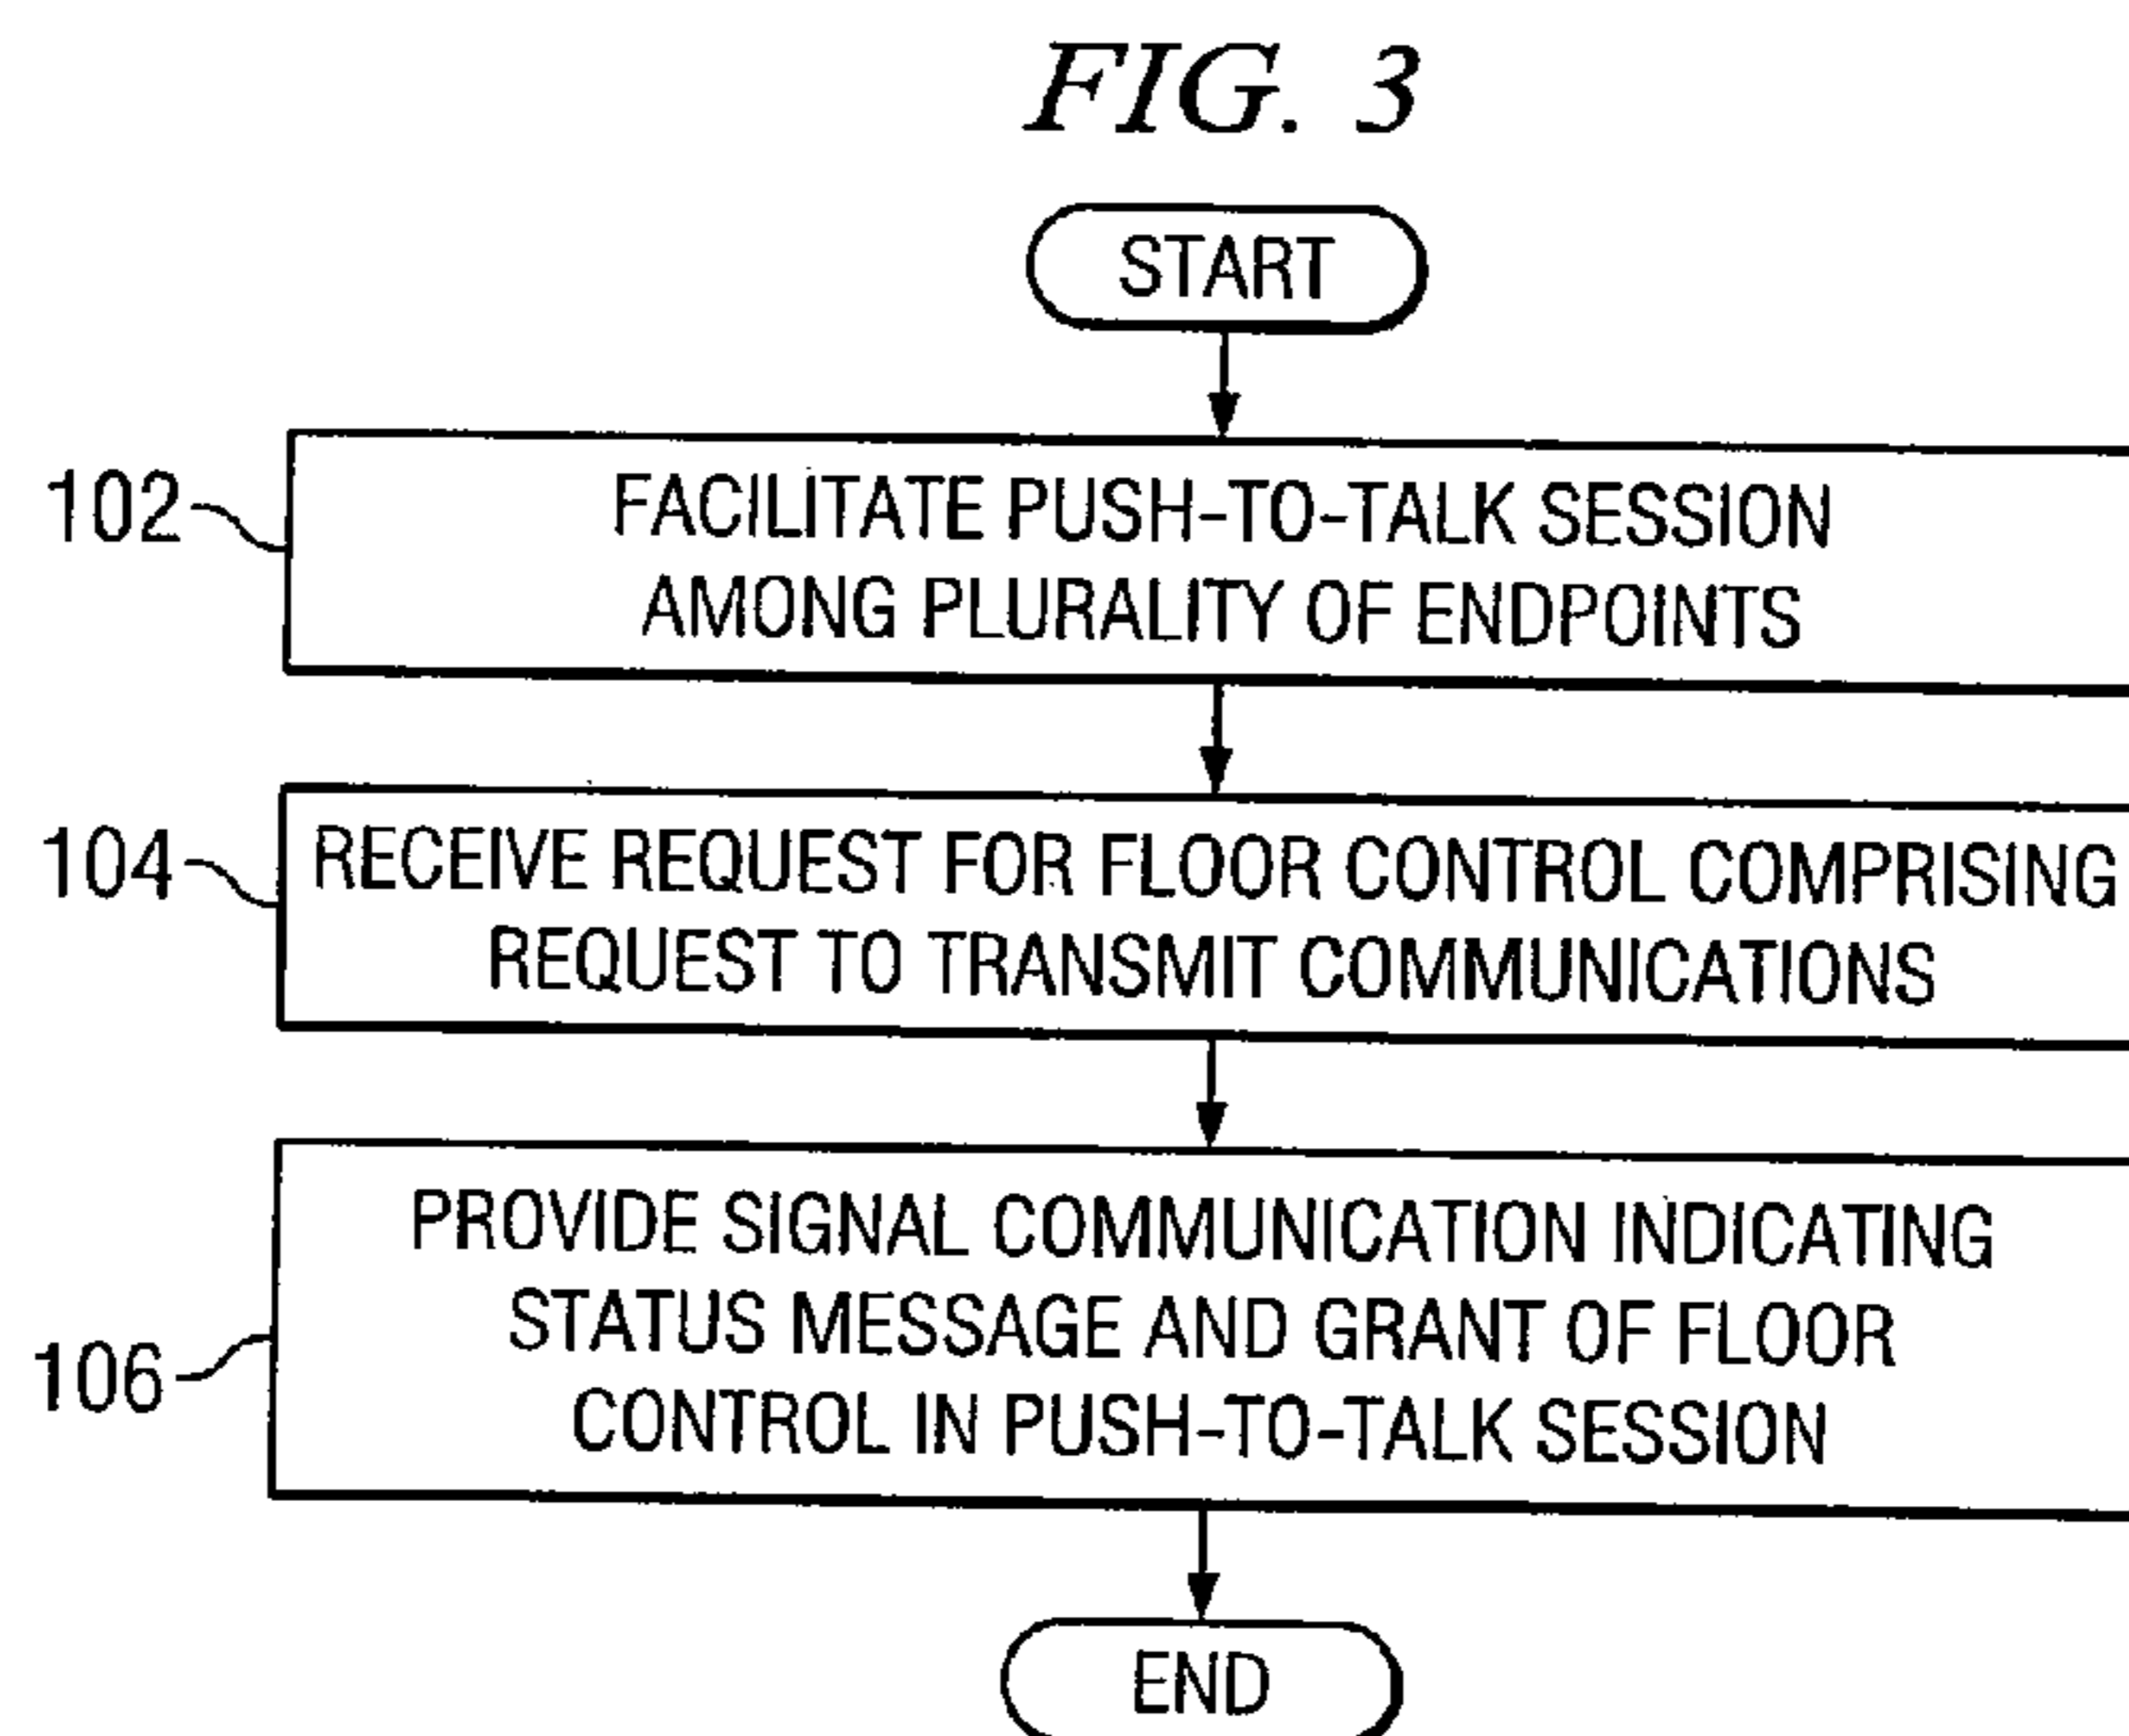 FIG. 3
START
102
FACILITATE PUSH-TO-TALK SESSION
AMONG PLURALITY OF ENDPOINTS
104
RECEIVE REQUEST FOR FLOOR CONTROL COMPRISING
REQUEST TO TRANSMIT COMMUNICATIONS
106
PROVIDE SIGNAL COMMUNICATION INDICATING
STATUS MESSAGE AND GRANT OF FLOOR
CONTROL IN PUSH-TO-TALK SESSION
END